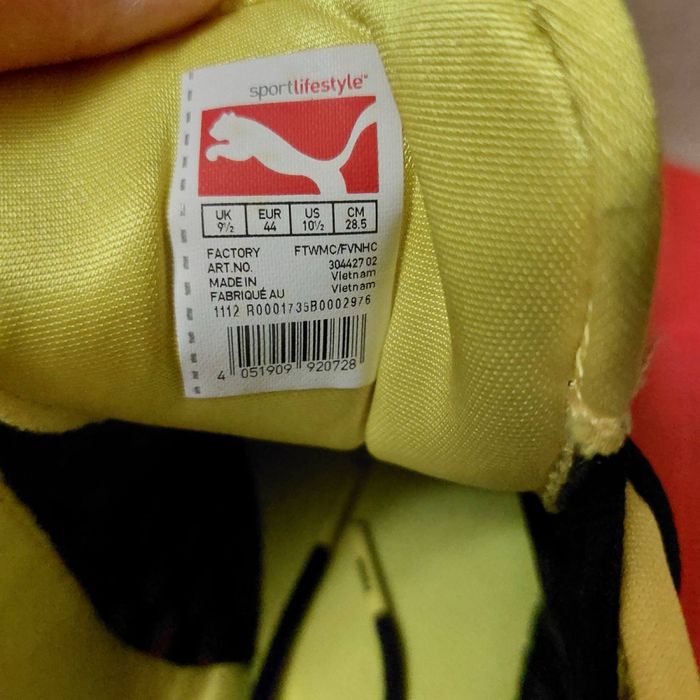 sportlifestyle™
UK EUR US CM
9½ 44 10½ 28.5
FACTORY FTWMC/FVNHC
ART.NO. 304427 02
MADE IN Vietnam
FABRIQUÉ AU Vietnam
1112 R0001735B0002976
4 051909 920728